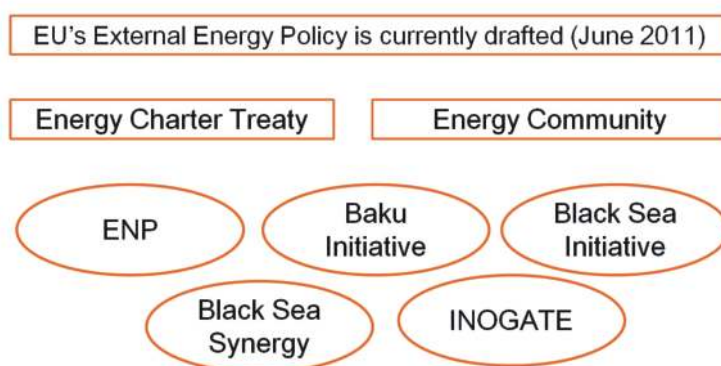 EU's External Energy Policy is currently drafted (June 2011)
Energy Charter Treaty
Energy Community
ENP
Baku
Initiative
Black Sea
Initiative
Black Sea
Synergy
INOGATE